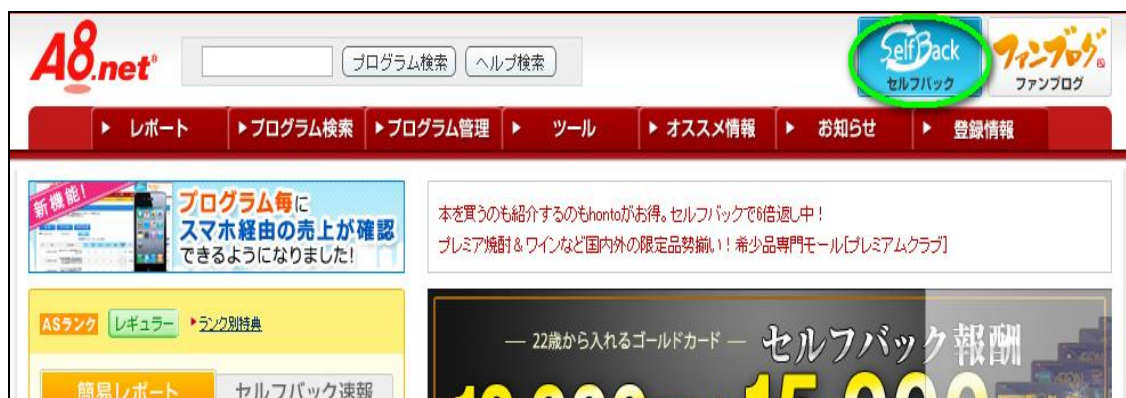 A8.net
プログラム検索 ヘルプ検索
SelfBack
セルフバック
ファンブログ
ファンブログ
レポート プログラム検索 プログラム管理 ツール オススメ情報 お知らせ 登録情報
新機能!
プログラム毎に
スマホ経由の売上が確認
できるようになりました!
本を買うのも紹介するのもhontoがお得。セルフバックで6倍返し中!
プレミア焼酎&ワインなど国内外の限定品勢揃い!希少品専門モール[プレミアムクラブ]
ASランク レギュラー ランク別特典
簡易レポート セルフバック速報
― 22歳から入れるゴールドカード ― セルフバック報酬